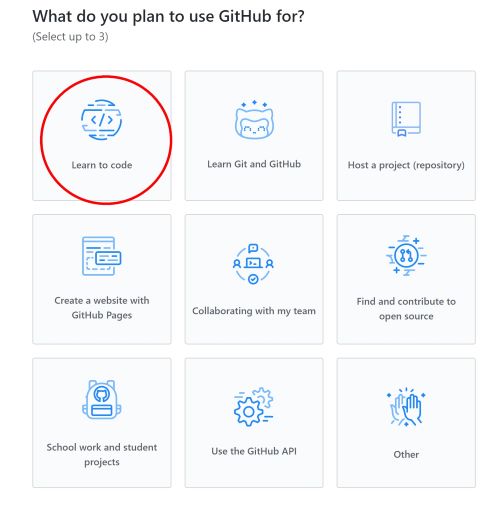 What do you plan to use GitHub for?
(Select up to 3)
Learn to code
Learn Git and GitHub
Host a project (repository)
Create a website with
GitHub Pages
Collaborating with my team
Find and contribute to
open source
School work and student
projects
Use the GitHub API
Other